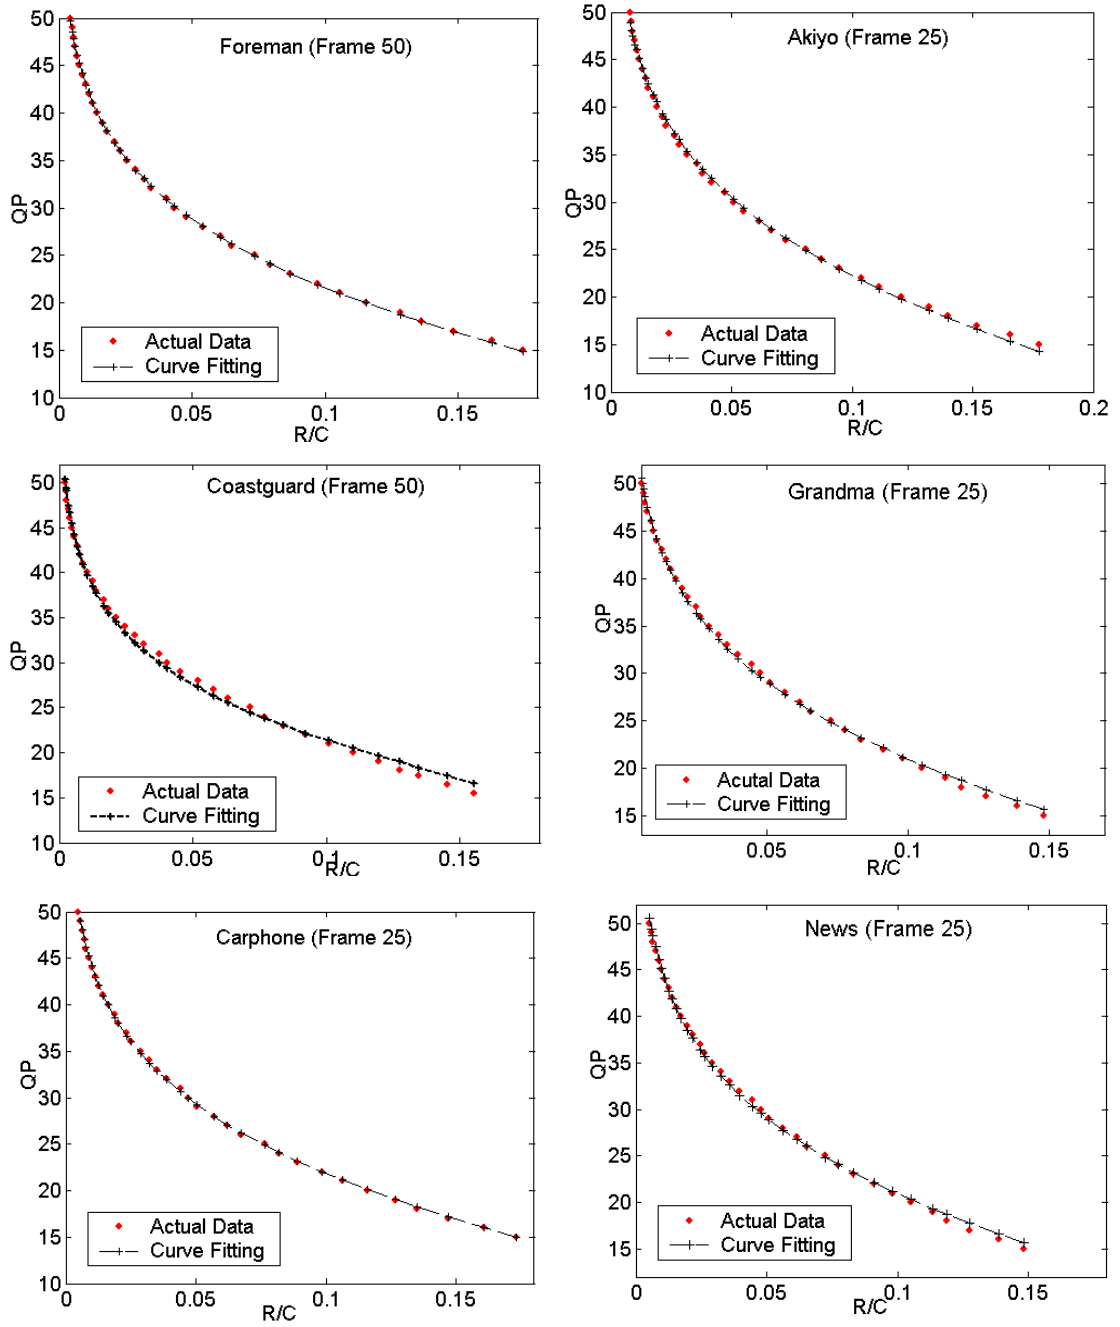 Foreman (Frame 50)
50
45
40
35
30
25
20
15
10
QP
Actual Data
Curve Fitting
0
0.05
0.1
0.15
R/C
Akiyo (Frame 25)
50
45
40
35
30
25
20
15
10
QP
Actual Data
Curve Fitting
0
0.05
0.1
0.15
0.2
R/C
Coastguard (Frame 50)
50
45
40
35
30
25
20
15
10
QP
Actual Data
Curve Fitting
0
0.05
0.1
0.15
R/C
Grandma (Frame 25)
50
45
40
35
30
25
20
15
QP
Acutal Data
Curve Fitting
0.05
0.1
0.15
R/C
Carphone (Frame 25)
50
45
40
35
30
25
20
15
10
QP
Actual Data
Curve Fitting
0
0.05
0.1
0.15
R/C
News (Frame 25)
50
45
40
35
30
25
20
15
QP
Actual Data
Curve Fitting
0.05
0.1
0.15
R/C